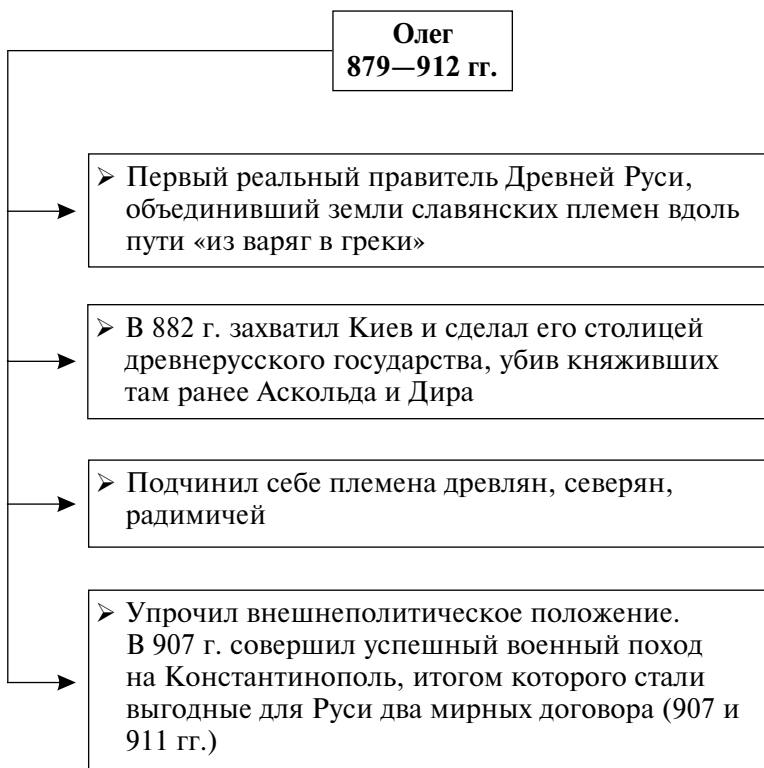 Олег
879—912 гг.
➢ Первый реальный правитель Древней Руси,
объединивший земли славянских племен вдоль
пути «из варяг в греки»
➢ В 882 г. захватил Киев и сделал его столицей
древнерусского государства, убив княживших
там ранее Аскольда и Дира
➢ Подчинил себе племена древлян, северян,
радимичей
➢ Упрочил внешнеполитическое положение.
В 907 г. совершил успешный военный поход
на Константинополь, итогом которого стали
выгодные для Руси два мирных договора (907 и
911 гг.)